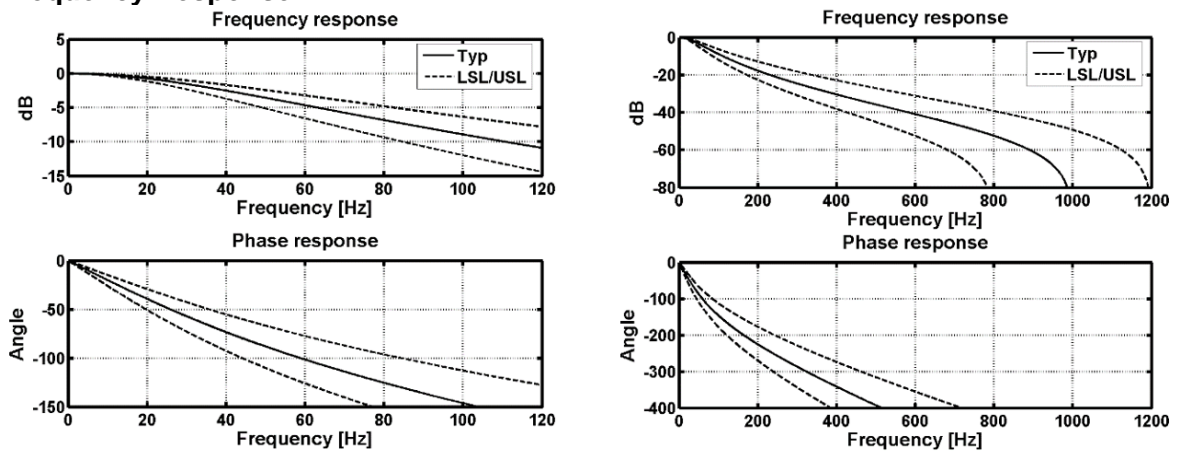 Frequency response
5
0
-5
-10
-15
dB
Typ
LSL/USL
0 20 40 60 80 100 120
Frequency [Hz]
Frequency response
0
-20
-40
-60
-80
dB
Typ
LSL/USL
0 200 400 600 800 1000 1200
Frequency [Hz]
Phase response
0
-50
-100
-150
Angle
0 20 40 60 80 100 120
Frequency [Hz]
Phase response
0
-100
-200
-300
-400
Angle
0 200 400 600 800 1000 1200
Frequency [Hz]